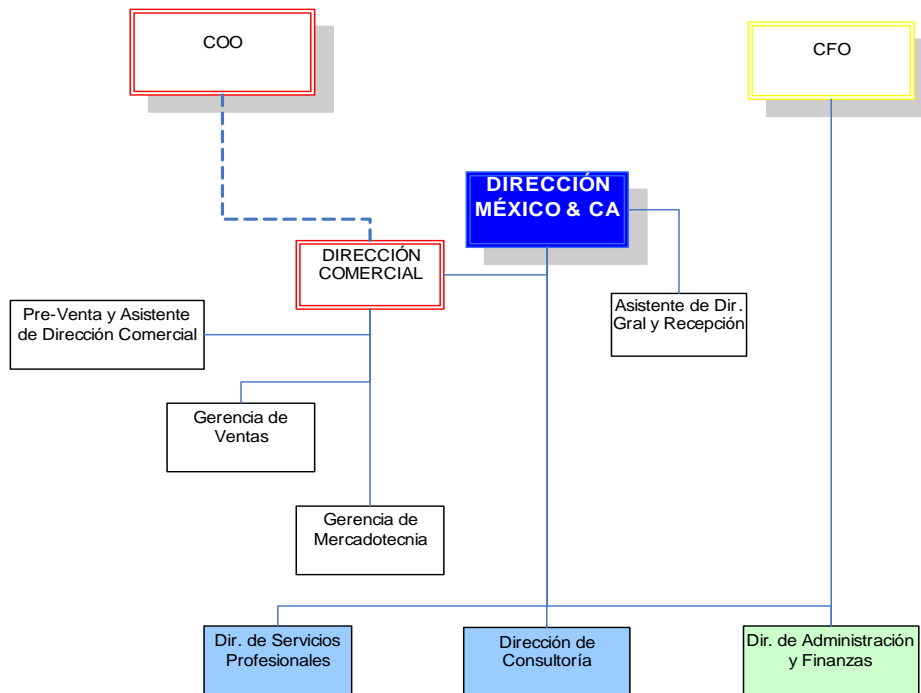 COO
CFO
DIRECCIÓN
MÉXICO & CA
DIRECCIÓN
COMERCIAL
Pre-Venta y Asistente
de Dirección Comercial
Asistente de Dir.
Gral y Recepción
Gerencia de
Ventas
Gerencia de
Mercadotecnia
Dir. de Servicios
Profesionales
Dirección de
Consultoría
Dir. de Administración
y Finanzas